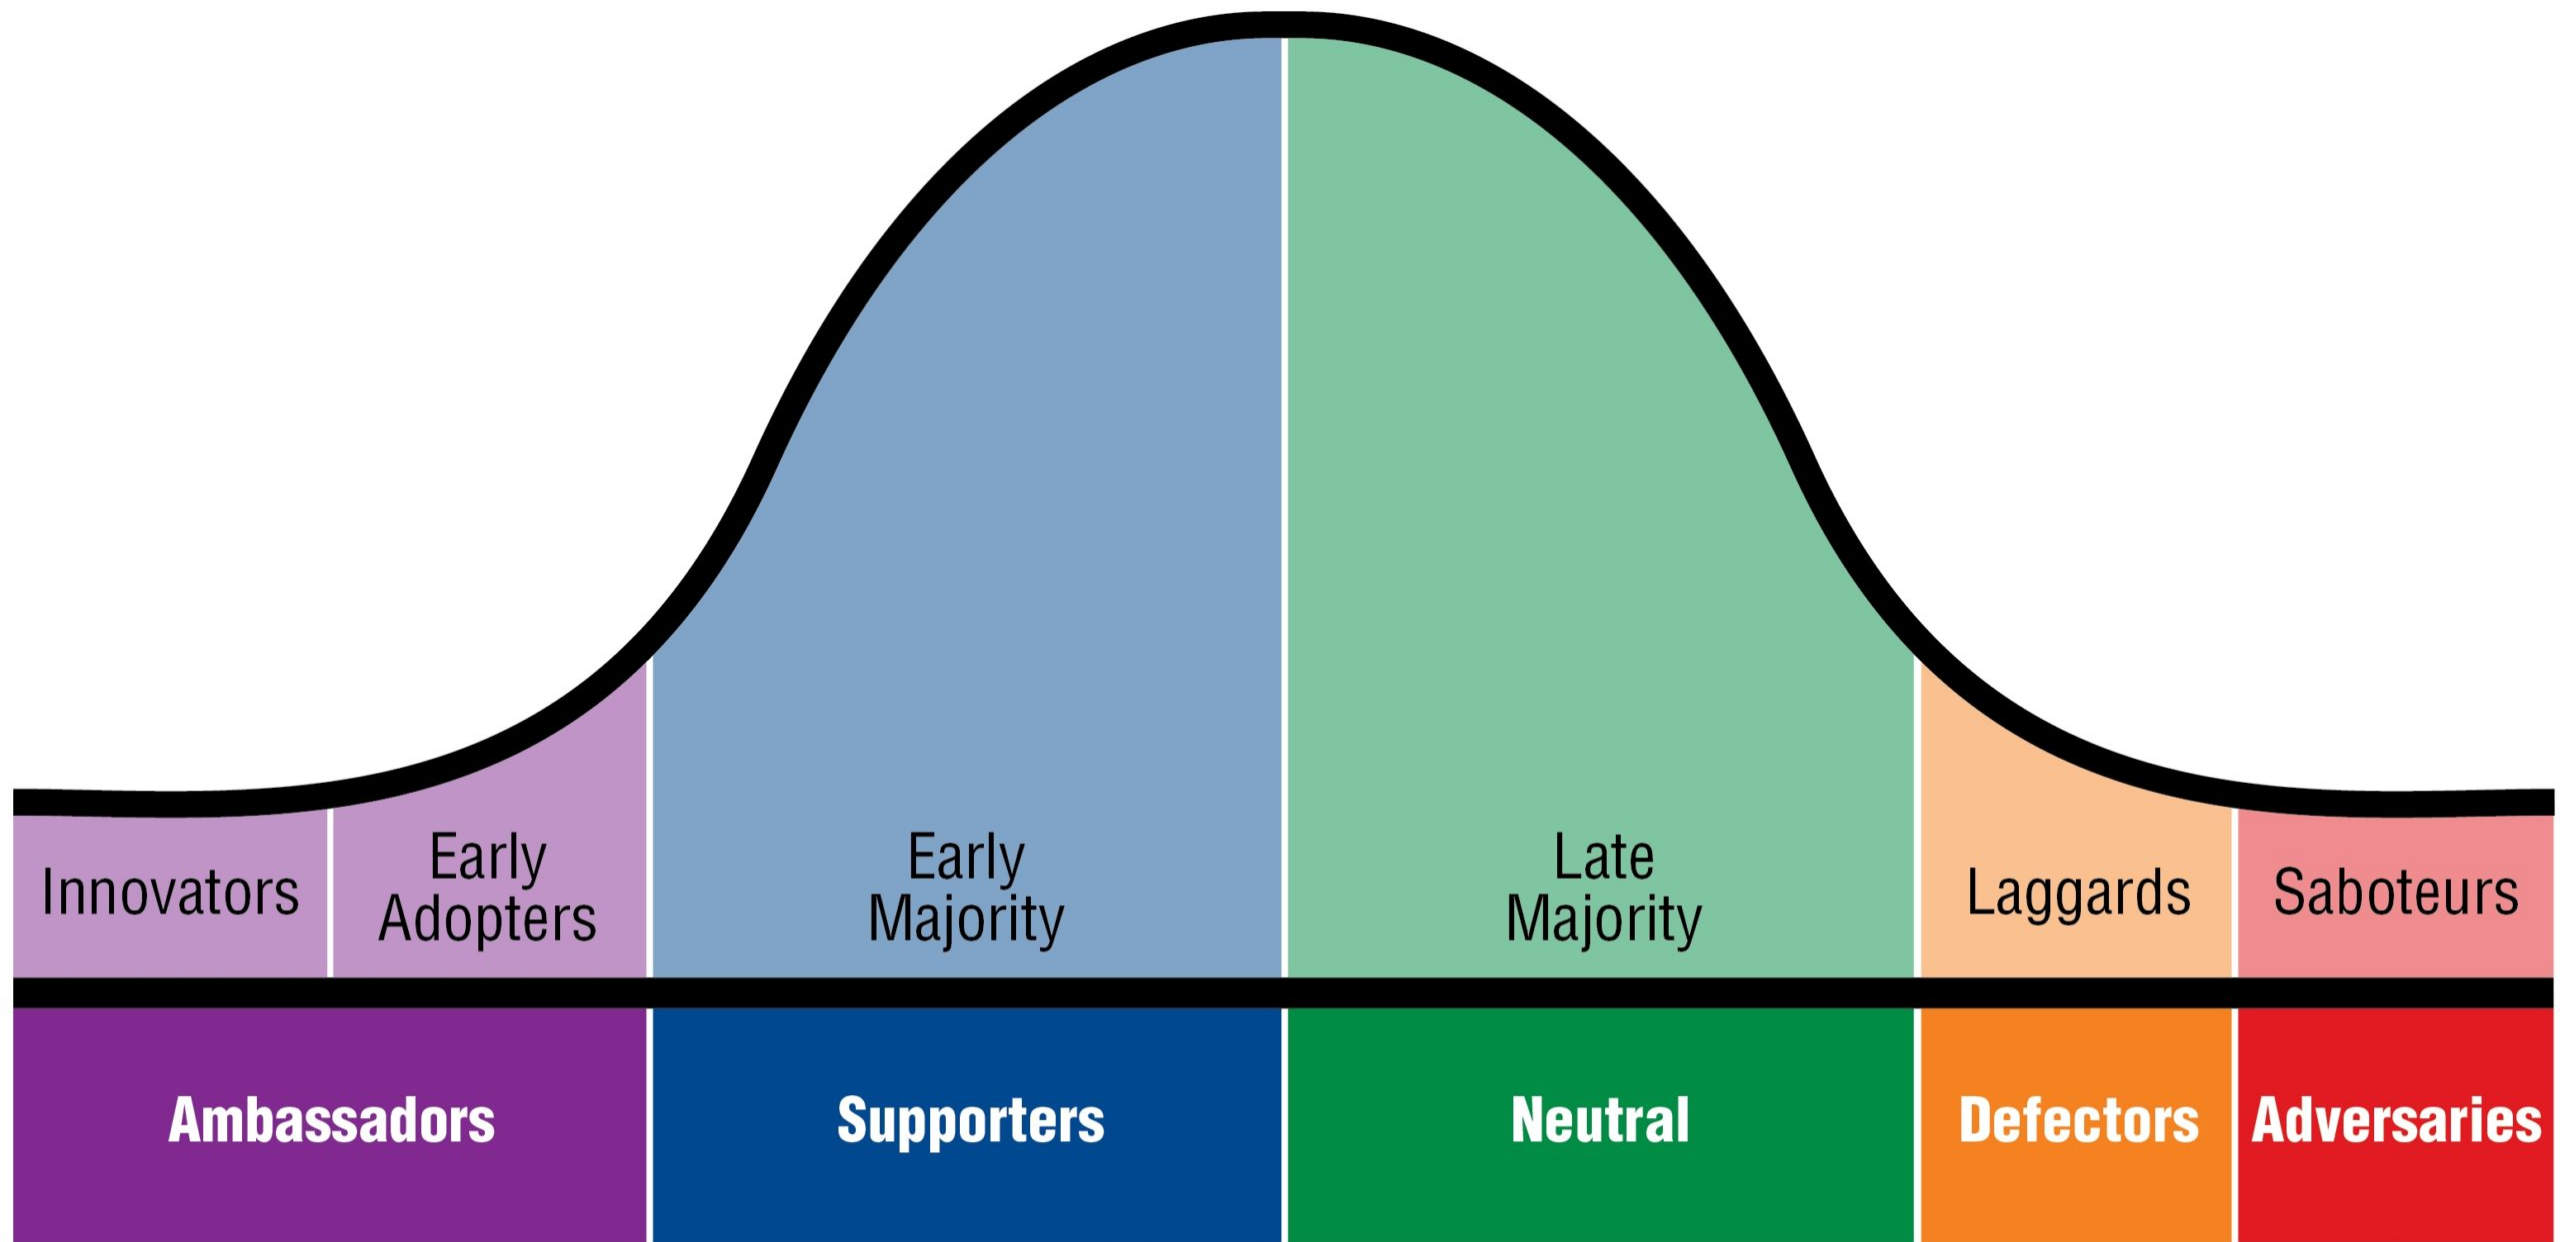 Innovators
Early
Adopters
Early
Majority
Late
Majority
Laggards
Saboteurs
Ambassadors
Supporters
Neutral
Defectors
Adversaries